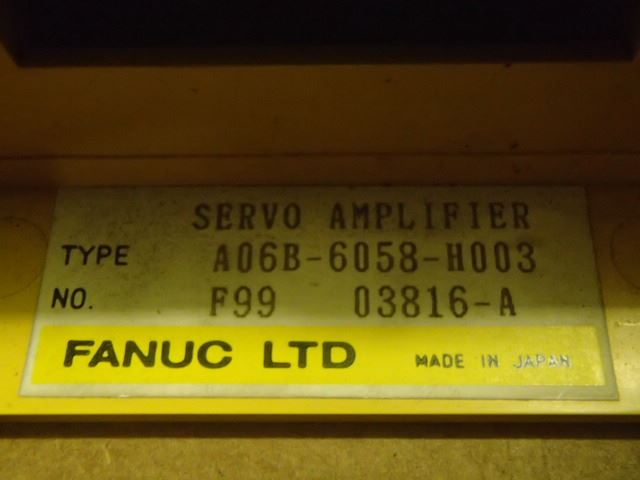 SERVO AMPLIFIER
TYPE A06B-6058-H003
NO. F99 03816-A
FANUC LTD MADE IN JAPAN